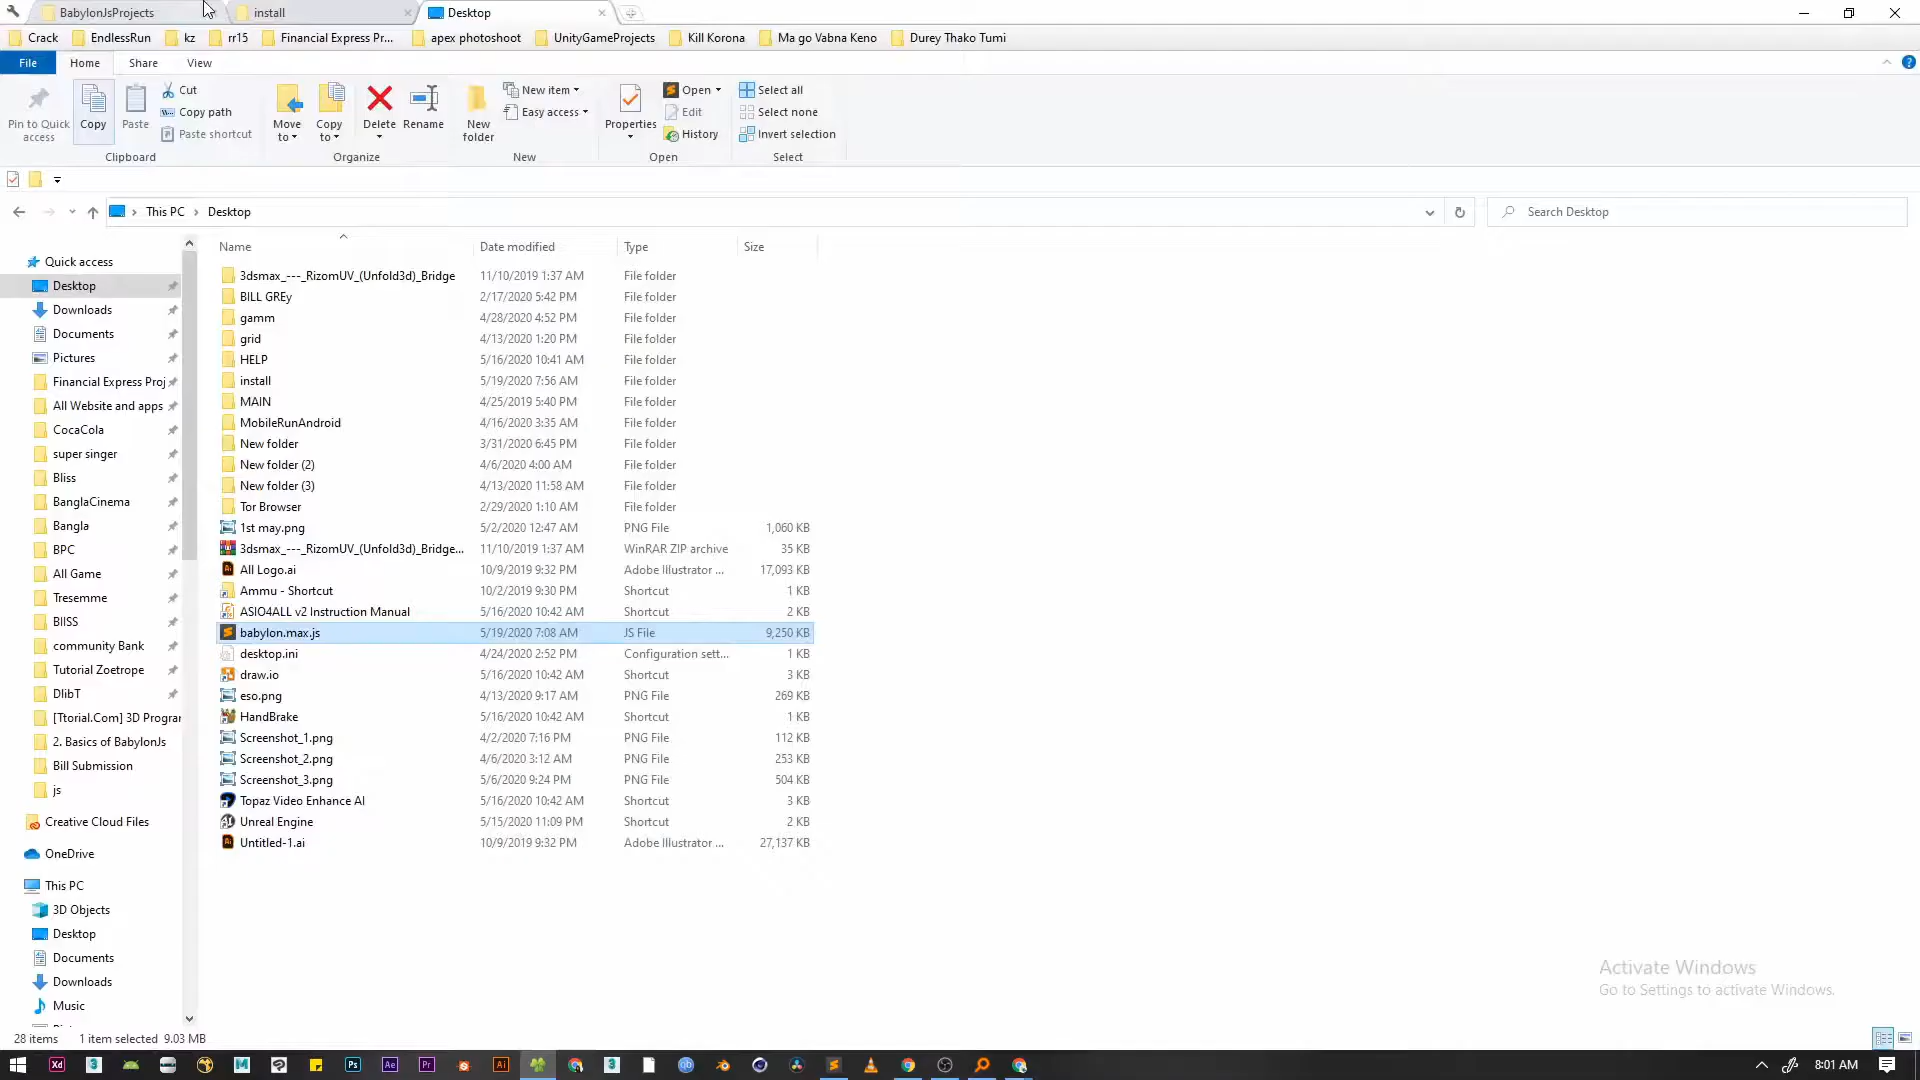 BabylonJsProjects
install
Desktop
Crack
EndlessRun
kz
rr15
Financial Express Pr...
apex photoshoot
UnityGameProjects
Kill Korona
Ma go Vabna Keno
Durey Thako Tumi
File
Home
Share
View
Pin to Quick access
Copy
Paste
Cut
Copy path
Paste shortcut
Clipboard
Move to
Copy to
Delete
Rename
Organize
New folder
New item
Easy access
New
Properties
Open
Edit
History
Open
Select all
Select none
Invert selection
Select
This PC
Desktop
Search Desktop
Quick access
Desktop
Downloads
Documents
Pictures
Financial Express Proj
All Website and apps
CocaCola
super singer
Bliss
BanglaCinema
Bangla
BPC
All Game
Tresemme
BIISS
community Bank
Tutorial Zoetrope
DlibT
[Ttorial.Com] 3D Progra
2. Basics of BabylonJs
Bill Submission
js
Creative Cloud Files
OneDrive
This PC
3D Objects
Desktop
Documents
Downloads
Music
Name Date modified Type Size
3dsmax_---_RizomUV_(Unfold3d)_Bridge 11/10/2019 1:37 AM File folder
BILL GREy 2/17/2020 5:42 PM File folder
gamm 4/28/2020 4:52 PM File folder
grid 4/13/2020 1:20 PM File folder
HELP 5/16/2020 10:41 AM File folder
install 5/19/2020 7:56 AM File folder
MAIN 4/25/2019 5:40 PM File folder
MobileRunAndroid 4/16/2020 3:35 AM File folder
New folder 3/31/2020 6:45 PM File folder
New folder (2) 4/6/2020 4:00 AM File folder
New folder (3) 4/13/2020 11:58 AM File folder
Tor Browser 2/29/2020 1:10 AM File folder
1st may.png 5/2/2020 12:47 AM PNG File 1,060 KB
3dsmax_---_RizomUV_(Unfold3d)_Bridge... 11/10/2019 1:37 AM WinRAR ZIP archive 35 KB
All Logo.ai 10/9/2019 9:32 PM Adobe Illustrator ... 17,093 KB
Ammu - Shortcut 10/2/2019 9:30 PM Shortcut 1 KB
ASIO4ALL v2 Instruction Manual 5/16/2020 10:42 AM Shortcut 2 KB
babylon.max.js 5/19/2020 7:08 AM JS File 9,250 KB
desktop.ini 4/24/2020 2:52 PM Configuration sett... 1 KB
draw.io 5/16/2020 10:42 AM Shortcut 3 KB
eso.png 4/13/2020 9:17 AM PNG File 269 KB
HandBrake 5/16/2020 10:42 AM Shortcut 1 KB
Screenshot_1.png 4/2/2020 7:16 PM PNG File 112 KB
Screenshot_2.png 4/6/2020 3:12 AM PNG File 253 KB
Screenshot_3.png 5/6/2020 9:24 PM PNG File 504 KB
Topaz Video Enhance AI 5/16/2020 10:42 AM Shortcut 3 KB
Unreal Engine 5/15/2020 11:09 PM Shortcut 2 KB
Untitled-1.ai 10/9/2019 9:32 PM Adobe Illustrator ... 27,137 KB
Activate Windows
Go to Settings to activate Windows.
28 items 1 item selected 9.03 MB
8:01 AM